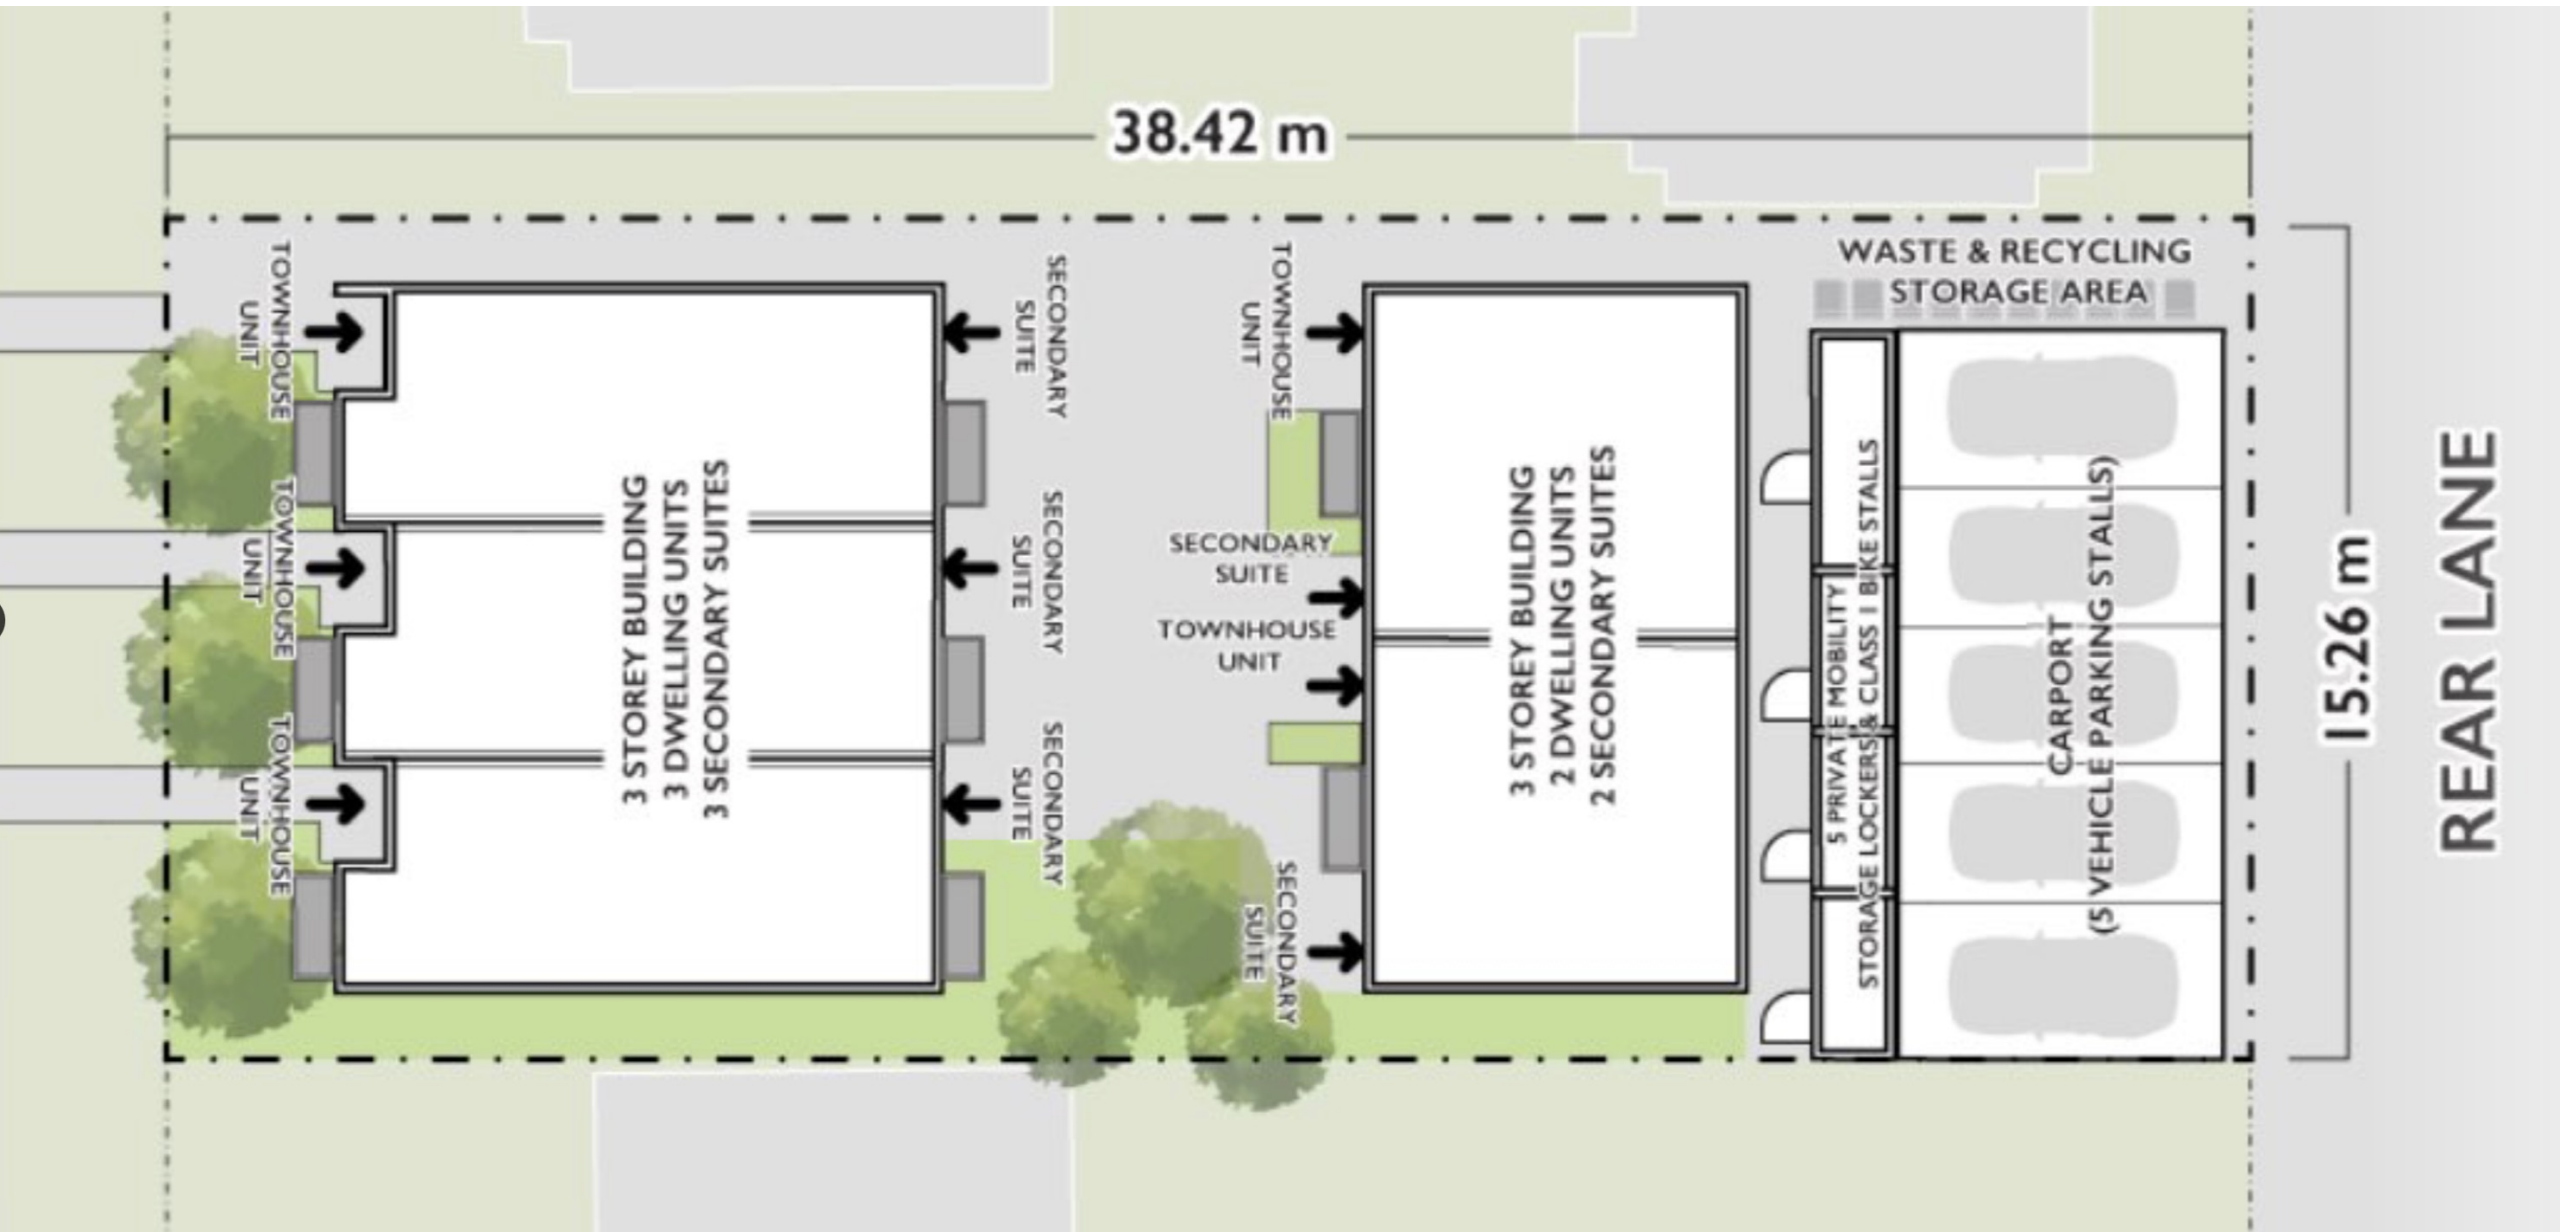 38.42 m
TOWNHOUSE
UNIT
TOWNHOUSE
UNIT
TOWNHOUSE
UNIT
3 STOREY BUILDING
3 DWELLING UNITS
3 SECONDARY SUITES
SECONDARY
SUITE
SECONDARY
SUITE
SECONDARY
SUITE
TOWNHOUSE
UNIT
SECONDARY
SUITE
TOWNHOUSE
UNIT
SECONDARY
SUITE
3 STOREY BUILDING
2 DWELLING UNITS
2 SECONDARY SUITES
WASTE & RECYCLING
STORAGE AREA
5 PRIVATE MOBILITY
STORAGE LOCKERS & CLASS I BIKE STALLS
CARPORT
(5 VEHICLE PARKING STALLS)
15.26 m
REAR LANE